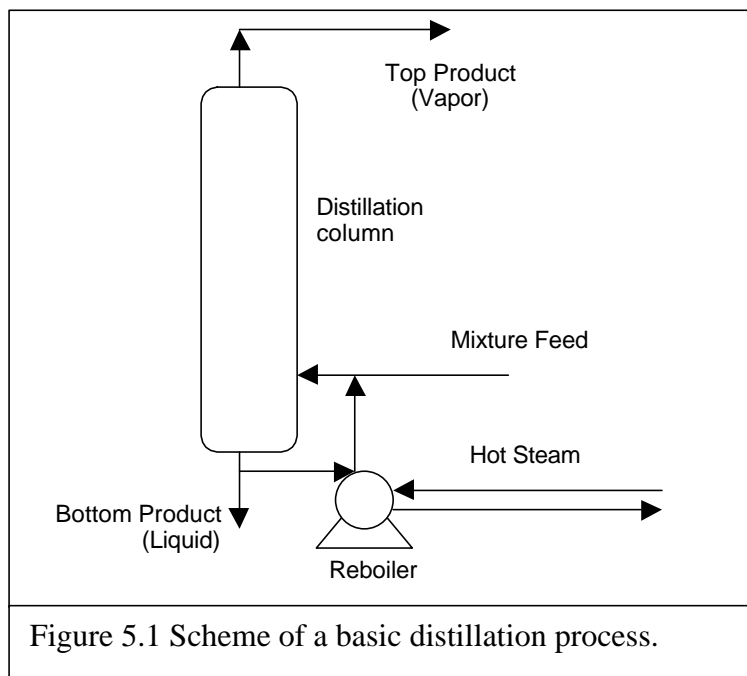 Top Product
(Vapor)
Distillation
column
Mixture Feed
Hot Steam
Bottom Product
(Liquid)
Reboiler
Figure 5.1 Scheme of a basic distillation process.